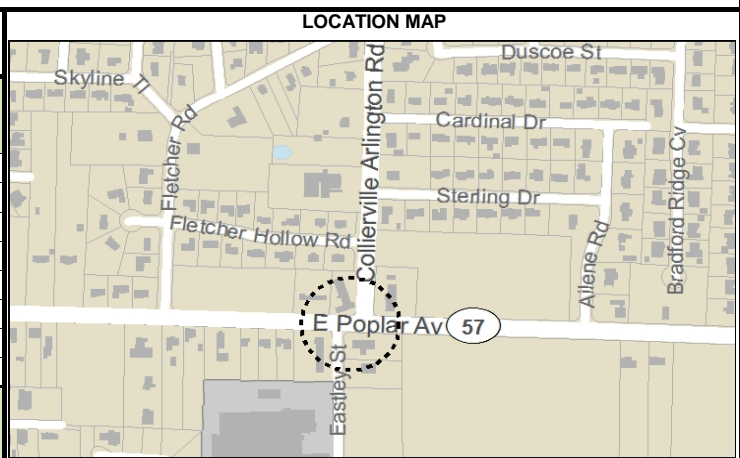 LOCATION MAP
Duscoe St
Skyline Tl
Cardinal Dr
Fletcher Rd
Collierville Arlington Rd
Sterling Dr
Fletcher Hollow Rd
Ailene Rd
Bradford Ridge Cv
E Poplar Av 57
Eastley St